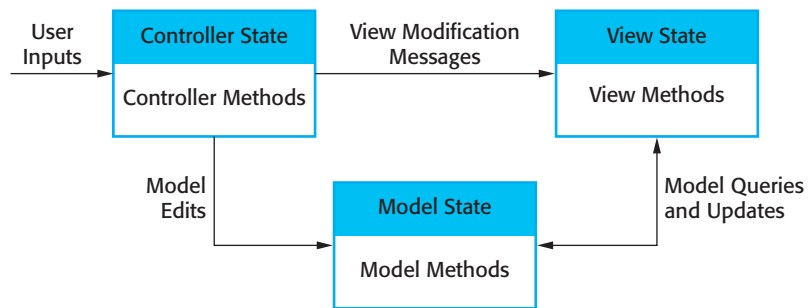 User
Inputs
Controller State
Controller Methods
View Modification
Messages
View State
View Methods
Model
Edits
Model State
Model Methods
Model Queries
and Updates